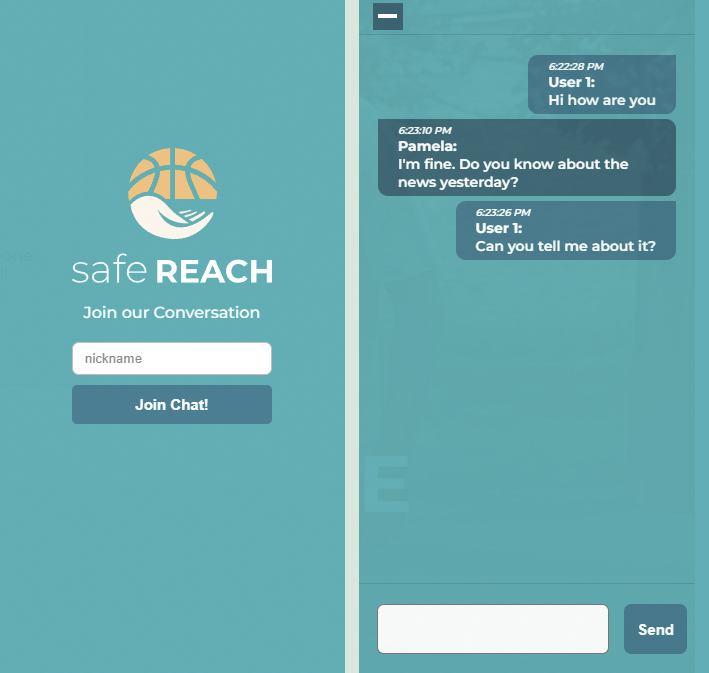 safe REACH
Join our Conversation
nickname
Join Chat!
6:22:28 PM
User 1:
Hi how are you
6:23:10 PM
Pamela:
I'm fine. Do you know about the
news yesterday?
6:23:26 PM
User 1:
Can you tell me about it?
E
Send